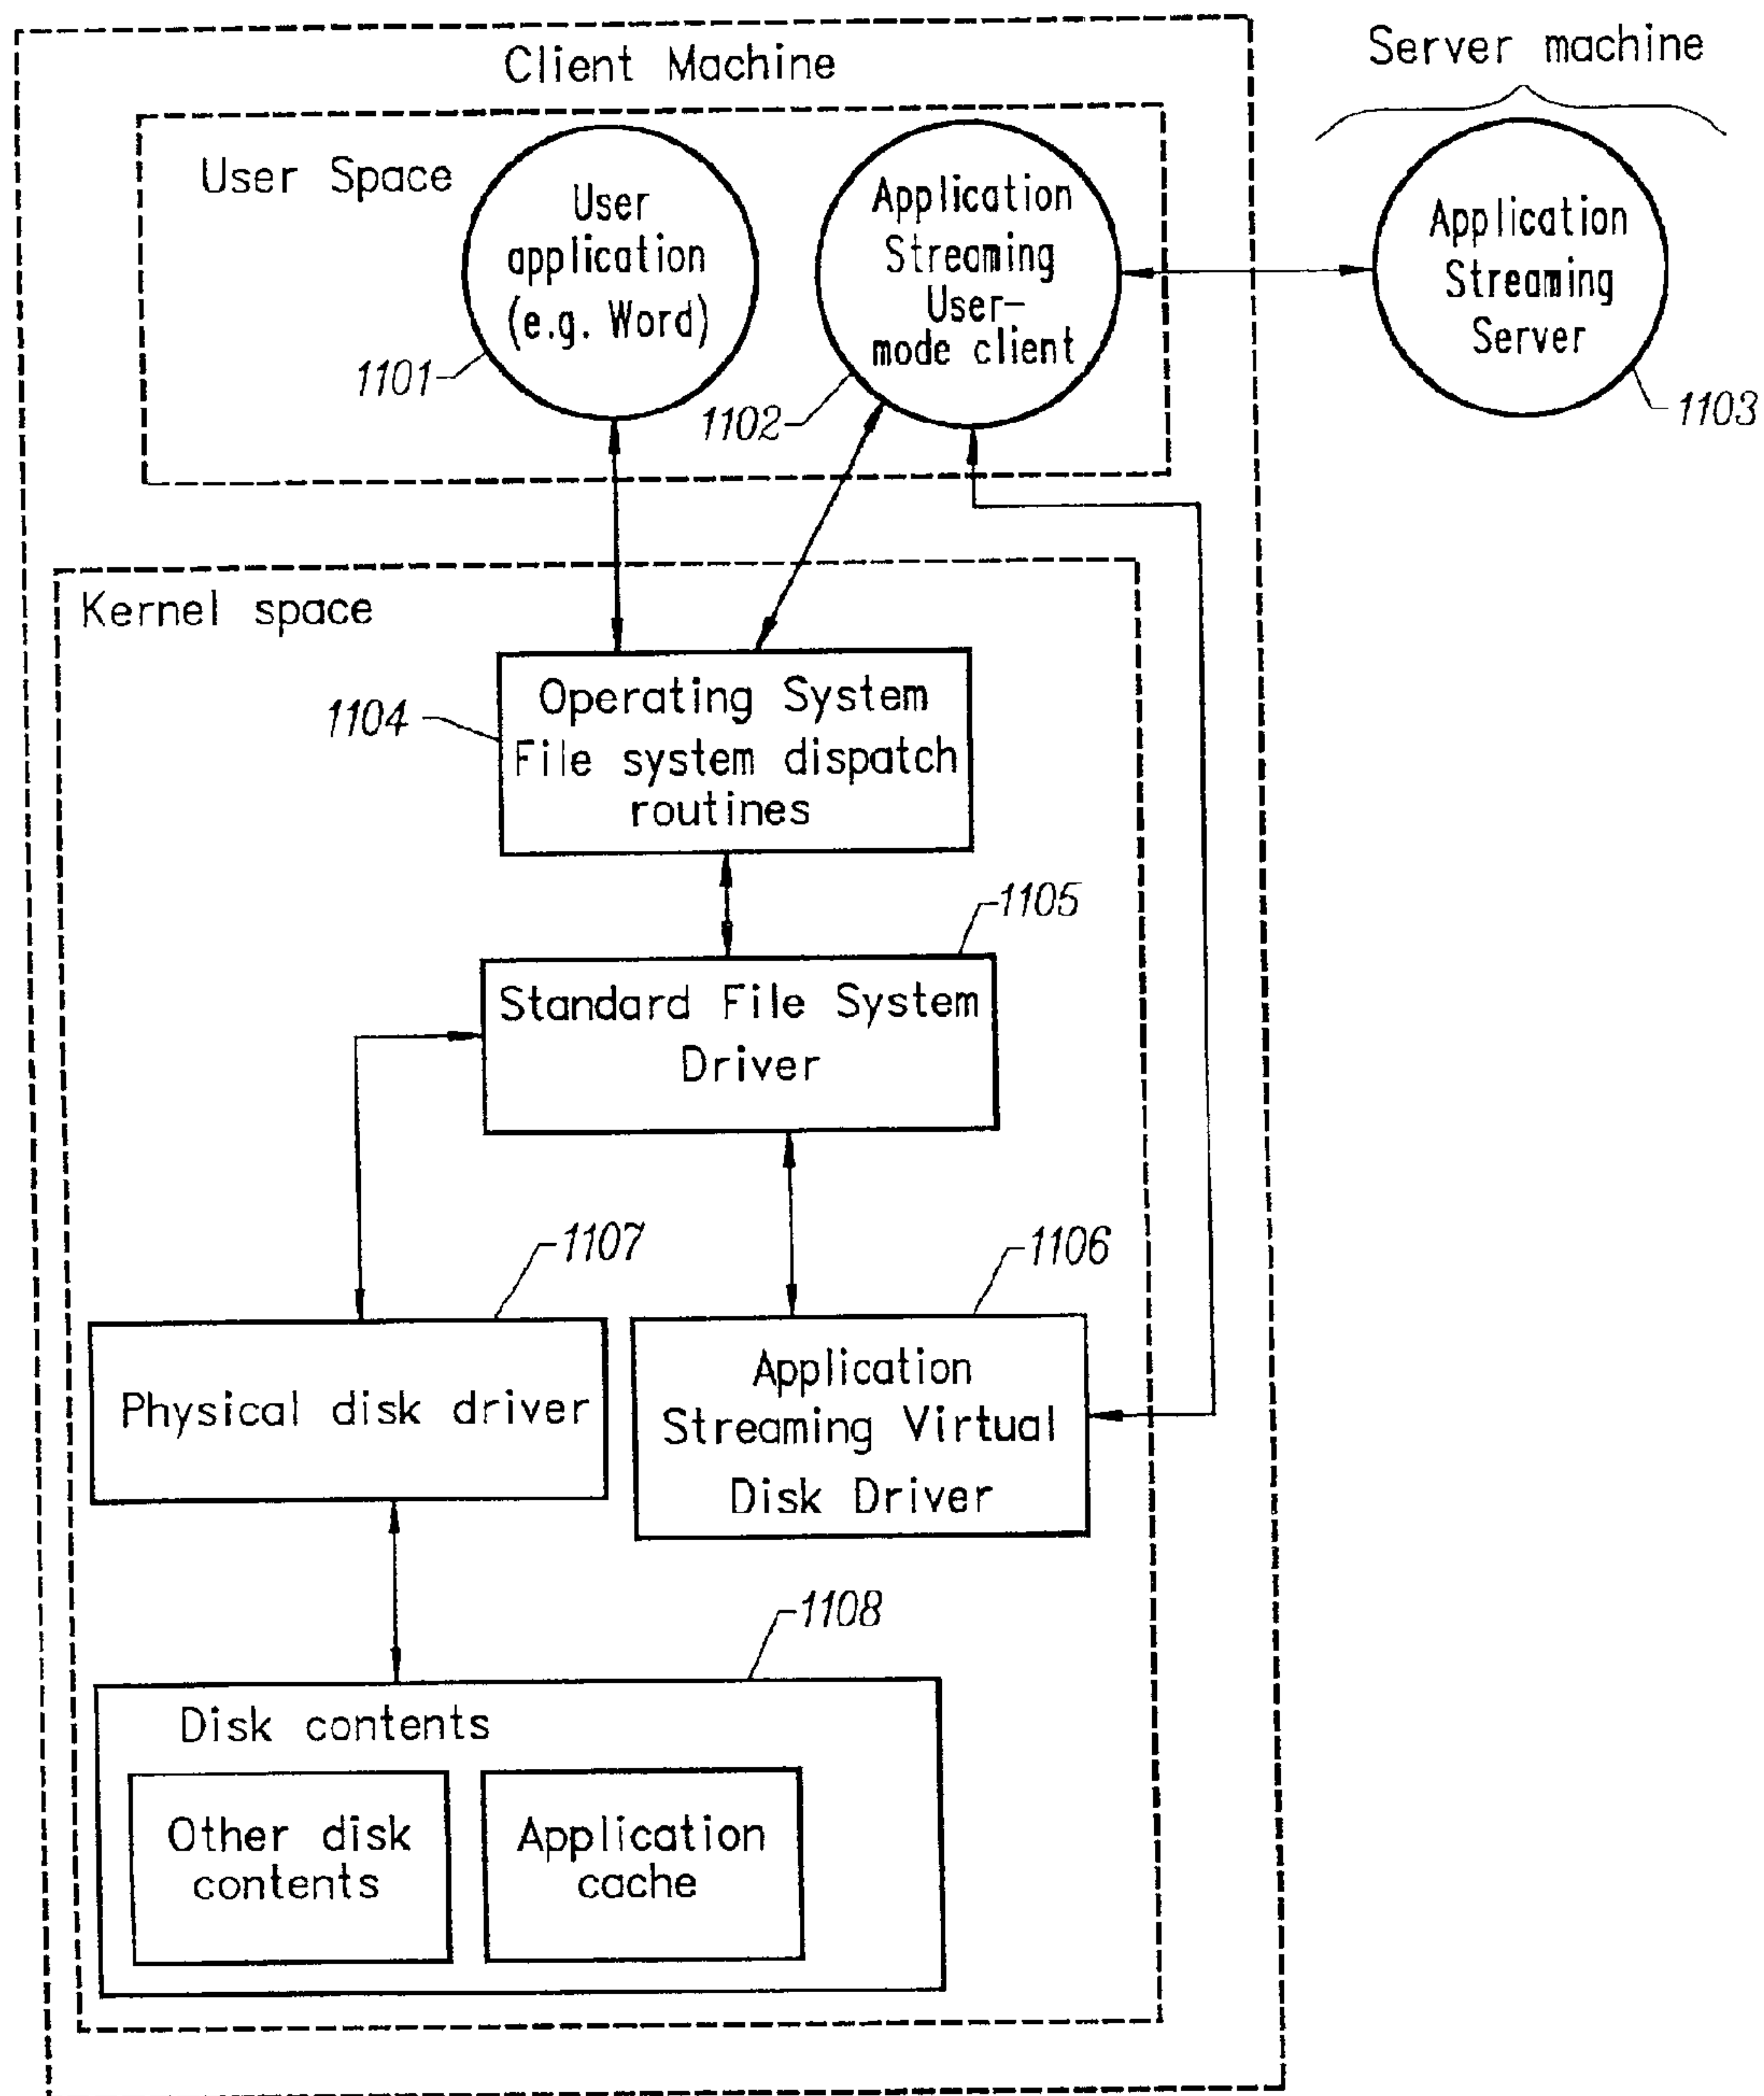 Client Machine
Server machine
User Space
User
application
(e.g. Word)
1101
Application
Streaming
User-
mode client
1102
Application
Streaming
Server
1103
Kernel space
Operating System
File system dispatch
routines
1104
1105
Standard File System
Driver
1107
1106
Physical disk driver
Application
Streaming Virtual
Disk Driver
1108
Disk contents
Other disk
contents
Application
cache